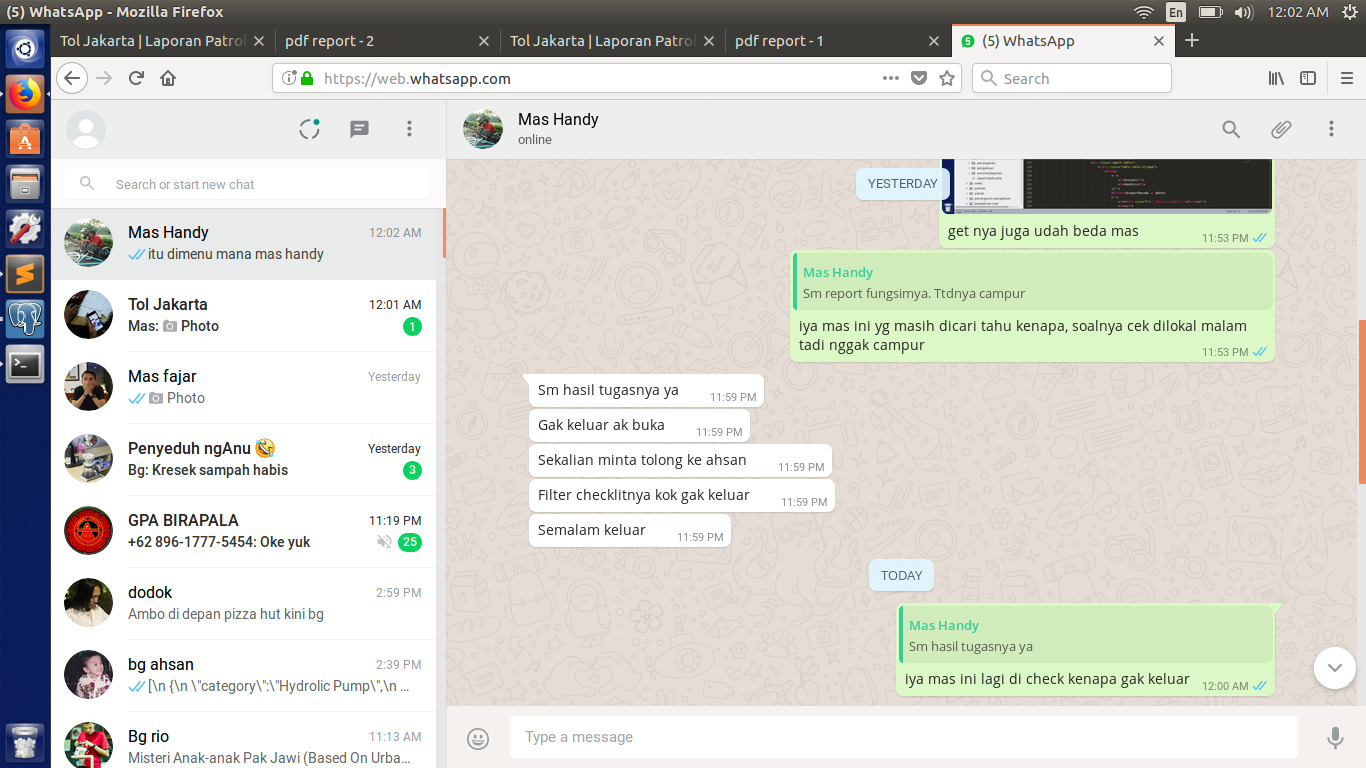 (5) WhatsApp - Mozilla Firefox
En
12:02 AM
Tol Jakarta | Laporan Patro
pdf report - 2
Tol Jakarta | Laporan Patro
pdf report - 1
5
(5) WhatsApp
https://web.whatsapp.com
Search
Search or start new chat
Mas Handy
12:02 AM
itu dimenu mana mas handy
Tol Jakarta
12:01 AM
Mas: Photo
1
Mas fajar
Yesterday
Photo
Penyeduh ngAnu 🤣
Yesterday
Bg: Kresek sampah habis
3
GPA BIRAPALA
11:19 PM
+62 896-1777-5454: Oke yuk
25
dodok
2:59 PM
Ambo di depan pizza hut kini bg
bg ahsan
2:39 PM
[\n {\n \"category\":\"Hydrolic Pump\",\n ...
Bg rio
11:13 AM
Misteri Anak-anak Pak Jawi (Based On Urba...
Mas Handy
online
YESTERDAY
get nya juga udah beda mas
11:53 PM
Mas Handy
Sm report fungsimya. Ttdnya campur
iya mas ini yg masih dicari tahu kenapa, soalnya cek dilokal malam
tadi nggak campur
11:53 PM
Sm hasil tugasnya ya
11:59 PM
Gak keluar ak buka
11:59 PM
Sekalian minta tolong ke ahsan
11:59 PM
Filter checklitnya kok gak keluar
11:59 PM
Semalam keluar
11:59 PM
TODAY
Mas Handy
Sm hasil tugasnya ya
iya mas ini lagi di check kenapa gak keluar
12:00 AM
Type a message